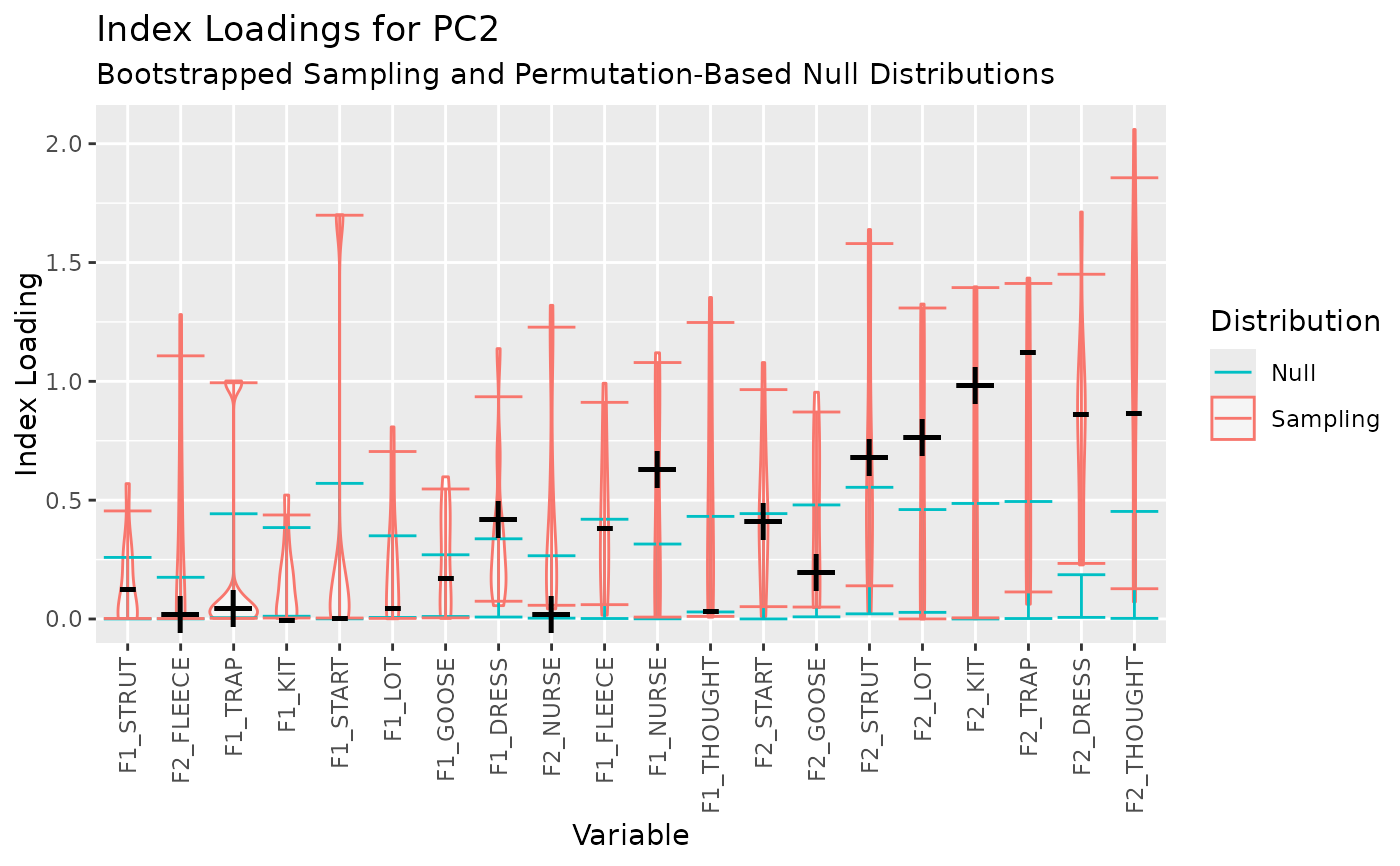 Index Loadings for PC2
Bootstrapped Sampling and Permutation-Based Null Distributions
Index Loading
2.0
1.5
1.0
0.5
0.0
F1_STRUT
F2_FLEECE
F1_TRAP
F1_KIT
F1_START
F1_LOT
F1_GOOSE
F1_DRESS
F2_NURSE
F1_FLEECE
F1_NURSE
F1_THOUGHT
F2_START
F2_GOOSE
F2_STRUT
F2_LOT
F2_KIT
F2_TRAP
F2_DRESS
F2_THOUGHT
Variable
Distribution
Null
Sampling